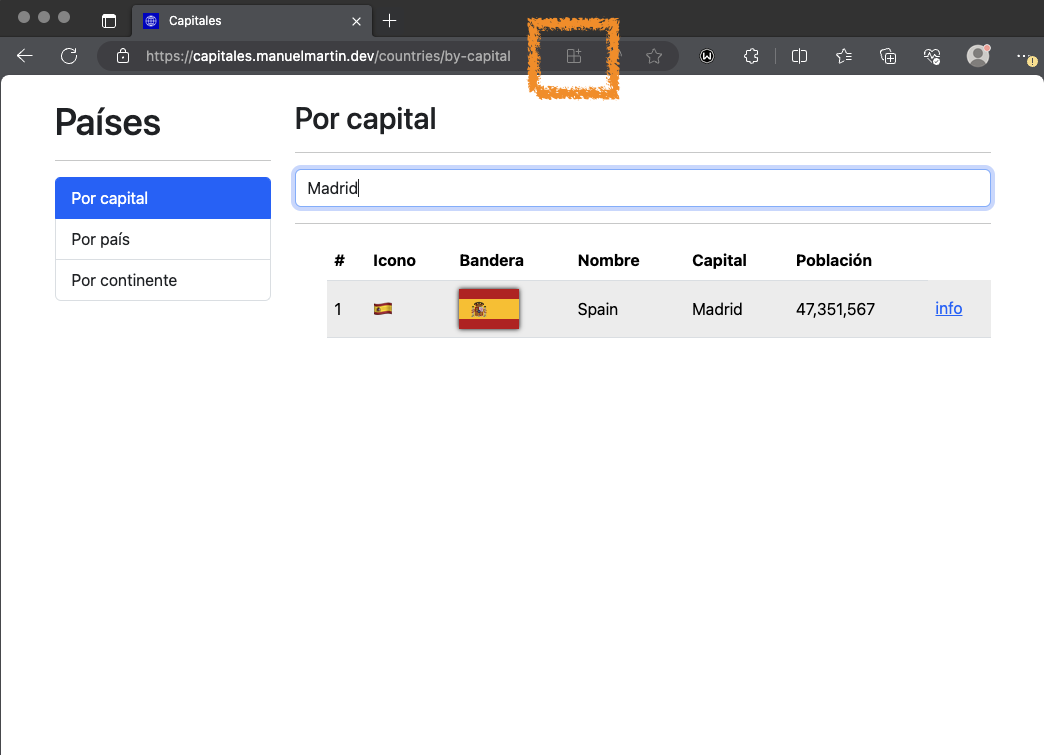 Capitales
https://capitales.manuelmartin.dev/countries/by-capital
Países
Por capital
Por país
Por continente
Por capital
Madrid
# Icono Bandera Nombre Capital Población
1 Spain Madrid 47,351,567 info